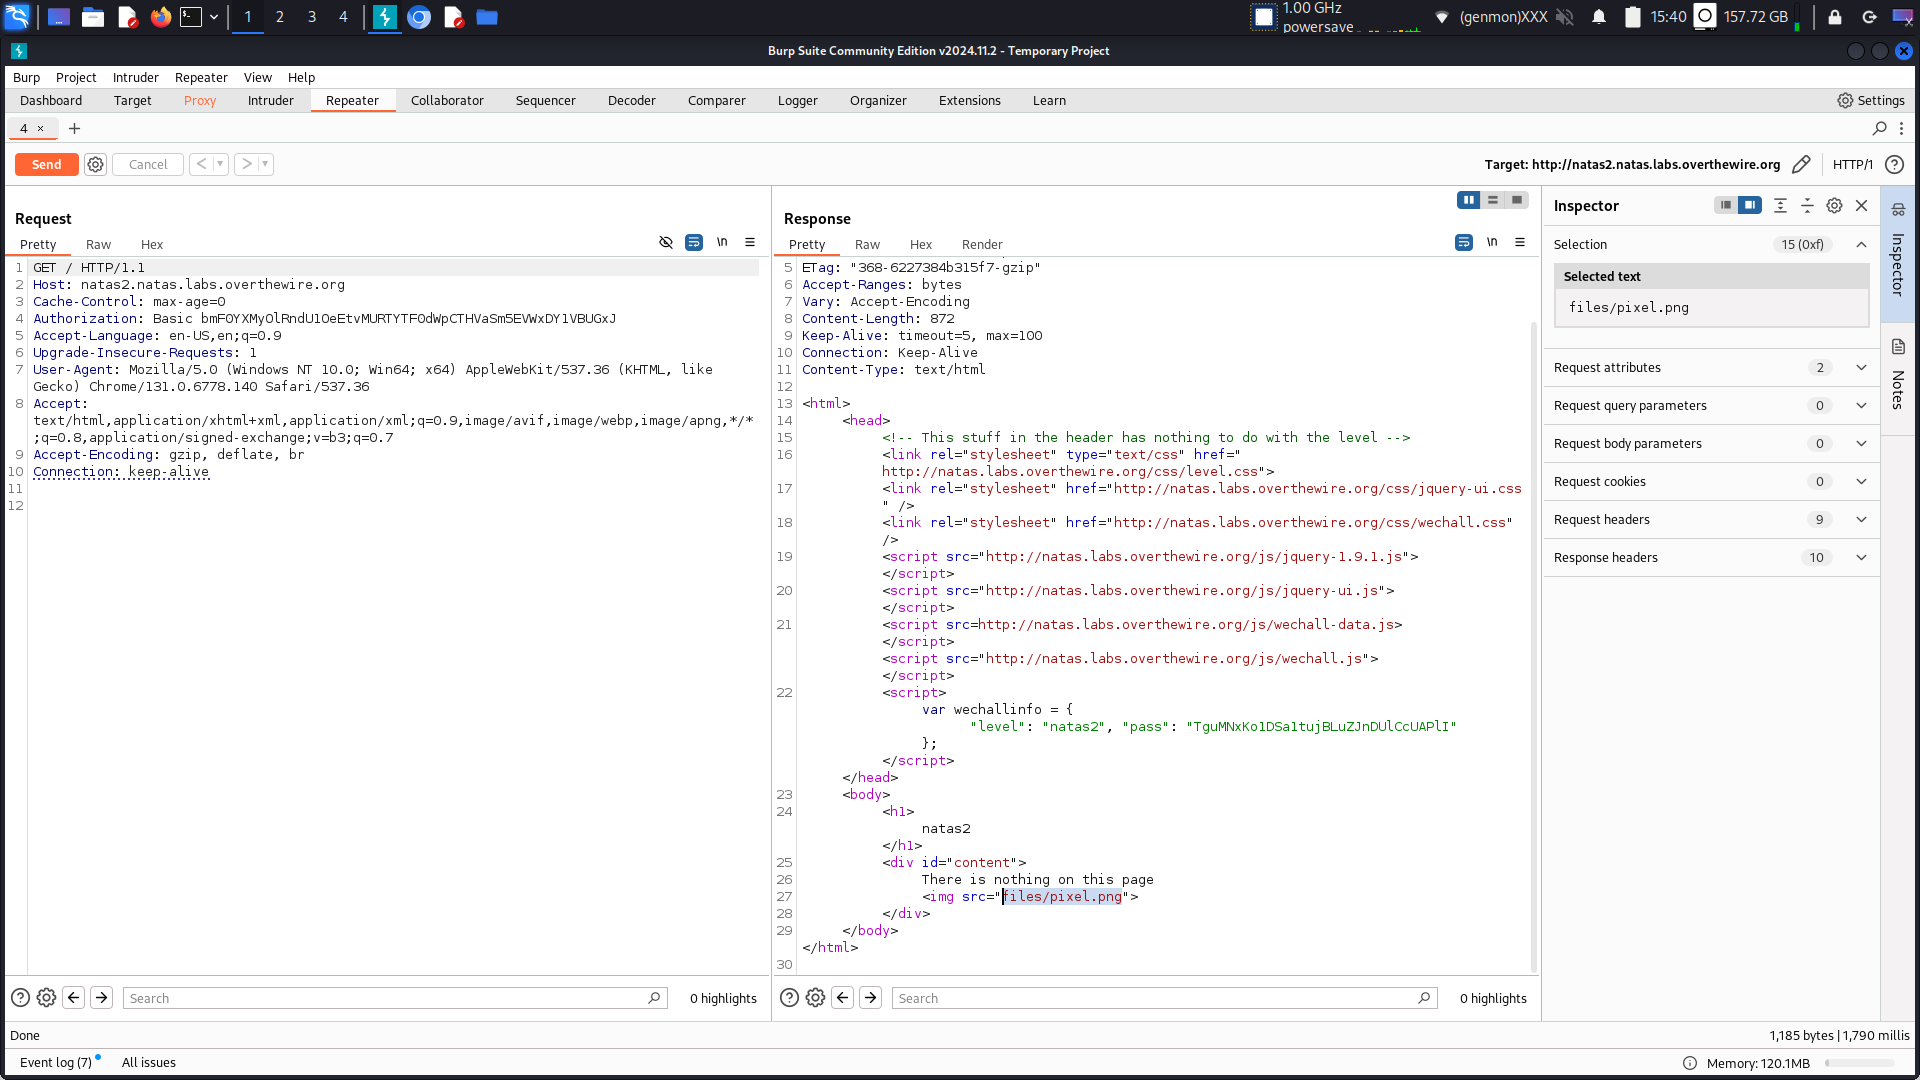 1 2 3 4
1.00 GHz
powersave
(genmon)XXX
15:40
157.72 GB
Burp Suite Community Edition v2024.11.2 - Temporary Project
Burp Project Intruder Repeater View Help
Dashboard Target Proxy Intruder Repeater Collaborator Sequencer Decoder Comparer Logger Organizer Extensions Learn Settings
4 × +
Send Cancel < >
Target: http://natas2.natas.labs.overthewire.org HTTP/1
Request
Pretty Raw Hex \n
1 GET / HTTP/1.1
2 Host: natas2.natas.labs.overthewire.org
3 Cache-Control: max-age=0
4 Authorization: Basic bmF0YXMyOlRndU1OeEtvMURTYTF0dWpCTHVaSm5EVWxDY1VBUGxJ
5 Accept-Language: en-US,en;q=0.9
6 Upgrade-Insecure-Requests: 1
7 User-Agent: Mozilla/5.0 (Windows NT 10.0; Win64; x64) AppleWebKit/537.36 (KHTML, like
Gecko) Chrome/131.0.6778.140 Safari/537.36
8 Accept:
text/html,application/xhtml+xml,application/xml;q=0.9,image/avif,image/webp,image/apng,*/*
;q=0.8,application/signed-exchange;v=b3;q=0.7
9 Accept-Encoding: gzip, deflate, br
10 Connection: keep-alive
11
12
Search
0 highlights
Response
Pretty Raw Hex Render \n
5 ETag: "368-6227384b315f7-gzip"
6 Accept-Ranges: bytes
7 Vary: Accept-Encoding
8 Content-Length: 872
9 Keep-Alive: timeout=5, max=100
10 Connection: Keep-Alive
11 Content-Type: text/html
12
13 <html>
14 <head>
15 <!-- This stuff in the header has nothing to do with the level -->
16 <link rel="stylesheet" type="text/css" href="
http://natas.labs.overthewire.org/css/level.css">
17 <link rel="stylesheet" href="http://natas.labs.overthewire.org/css/jquery-ui.css
" />
18 <link rel="stylesheet" href="http://natas.labs.overthewire.org/css/wechall.css"
/>
19 <script src="http://natas.labs.overthewire.org/js/jquery-1.9.1.js">
</script>
20 <script src="http://natas.labs.overthewire.org/js/jquery-ui.js">
</script>
21 <script src=http://natas.labs.overthewire.org/js/wechall-data.js>
</script>
<script src="http://natas.labs.overthewire.org/js/wechall.js">
</script>
22 <script>
var wechallinfo = {
"level": "natas2", "pass": "TguMNxKo1DSa1tujBLuZJnDUlCcUAPlI"
};
</script>
</head>
23 <body>
24 <h1>
natas2
</h1>
25 <div id="content">
26 There is nothing on this page
27 <img src="files/pixel.png">
28 </div>
29 </body>
</html>
30
Search
0 highlights
Inspector
Selection 15 (0xf)
Selected text
files/pixel.png
Request attributes 2
Request query parameters 0
Request body parameters 0
Request cookies 0
Request headers 9
Response headers 10
Inspector
Notes
Done
1,185 bytes | 1,790 millis
Event log (7) All issues
Memory: 120.1MB